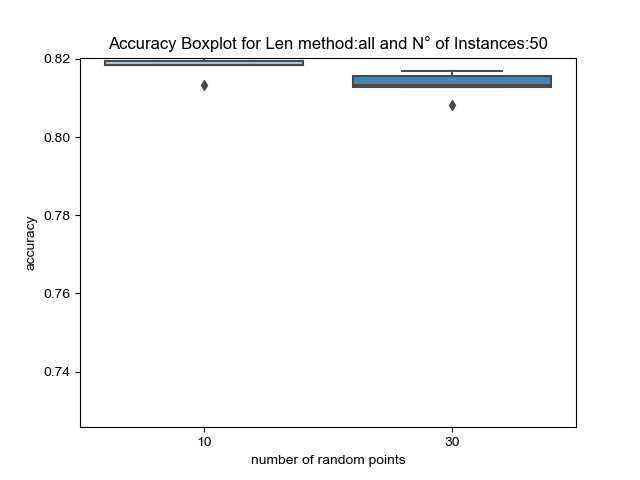 Accuracy Boxplot for Len method:all and N° of Instances:50
0.82
0.80
0.78
0.76
0.74
accuracy
10 30
number of random points